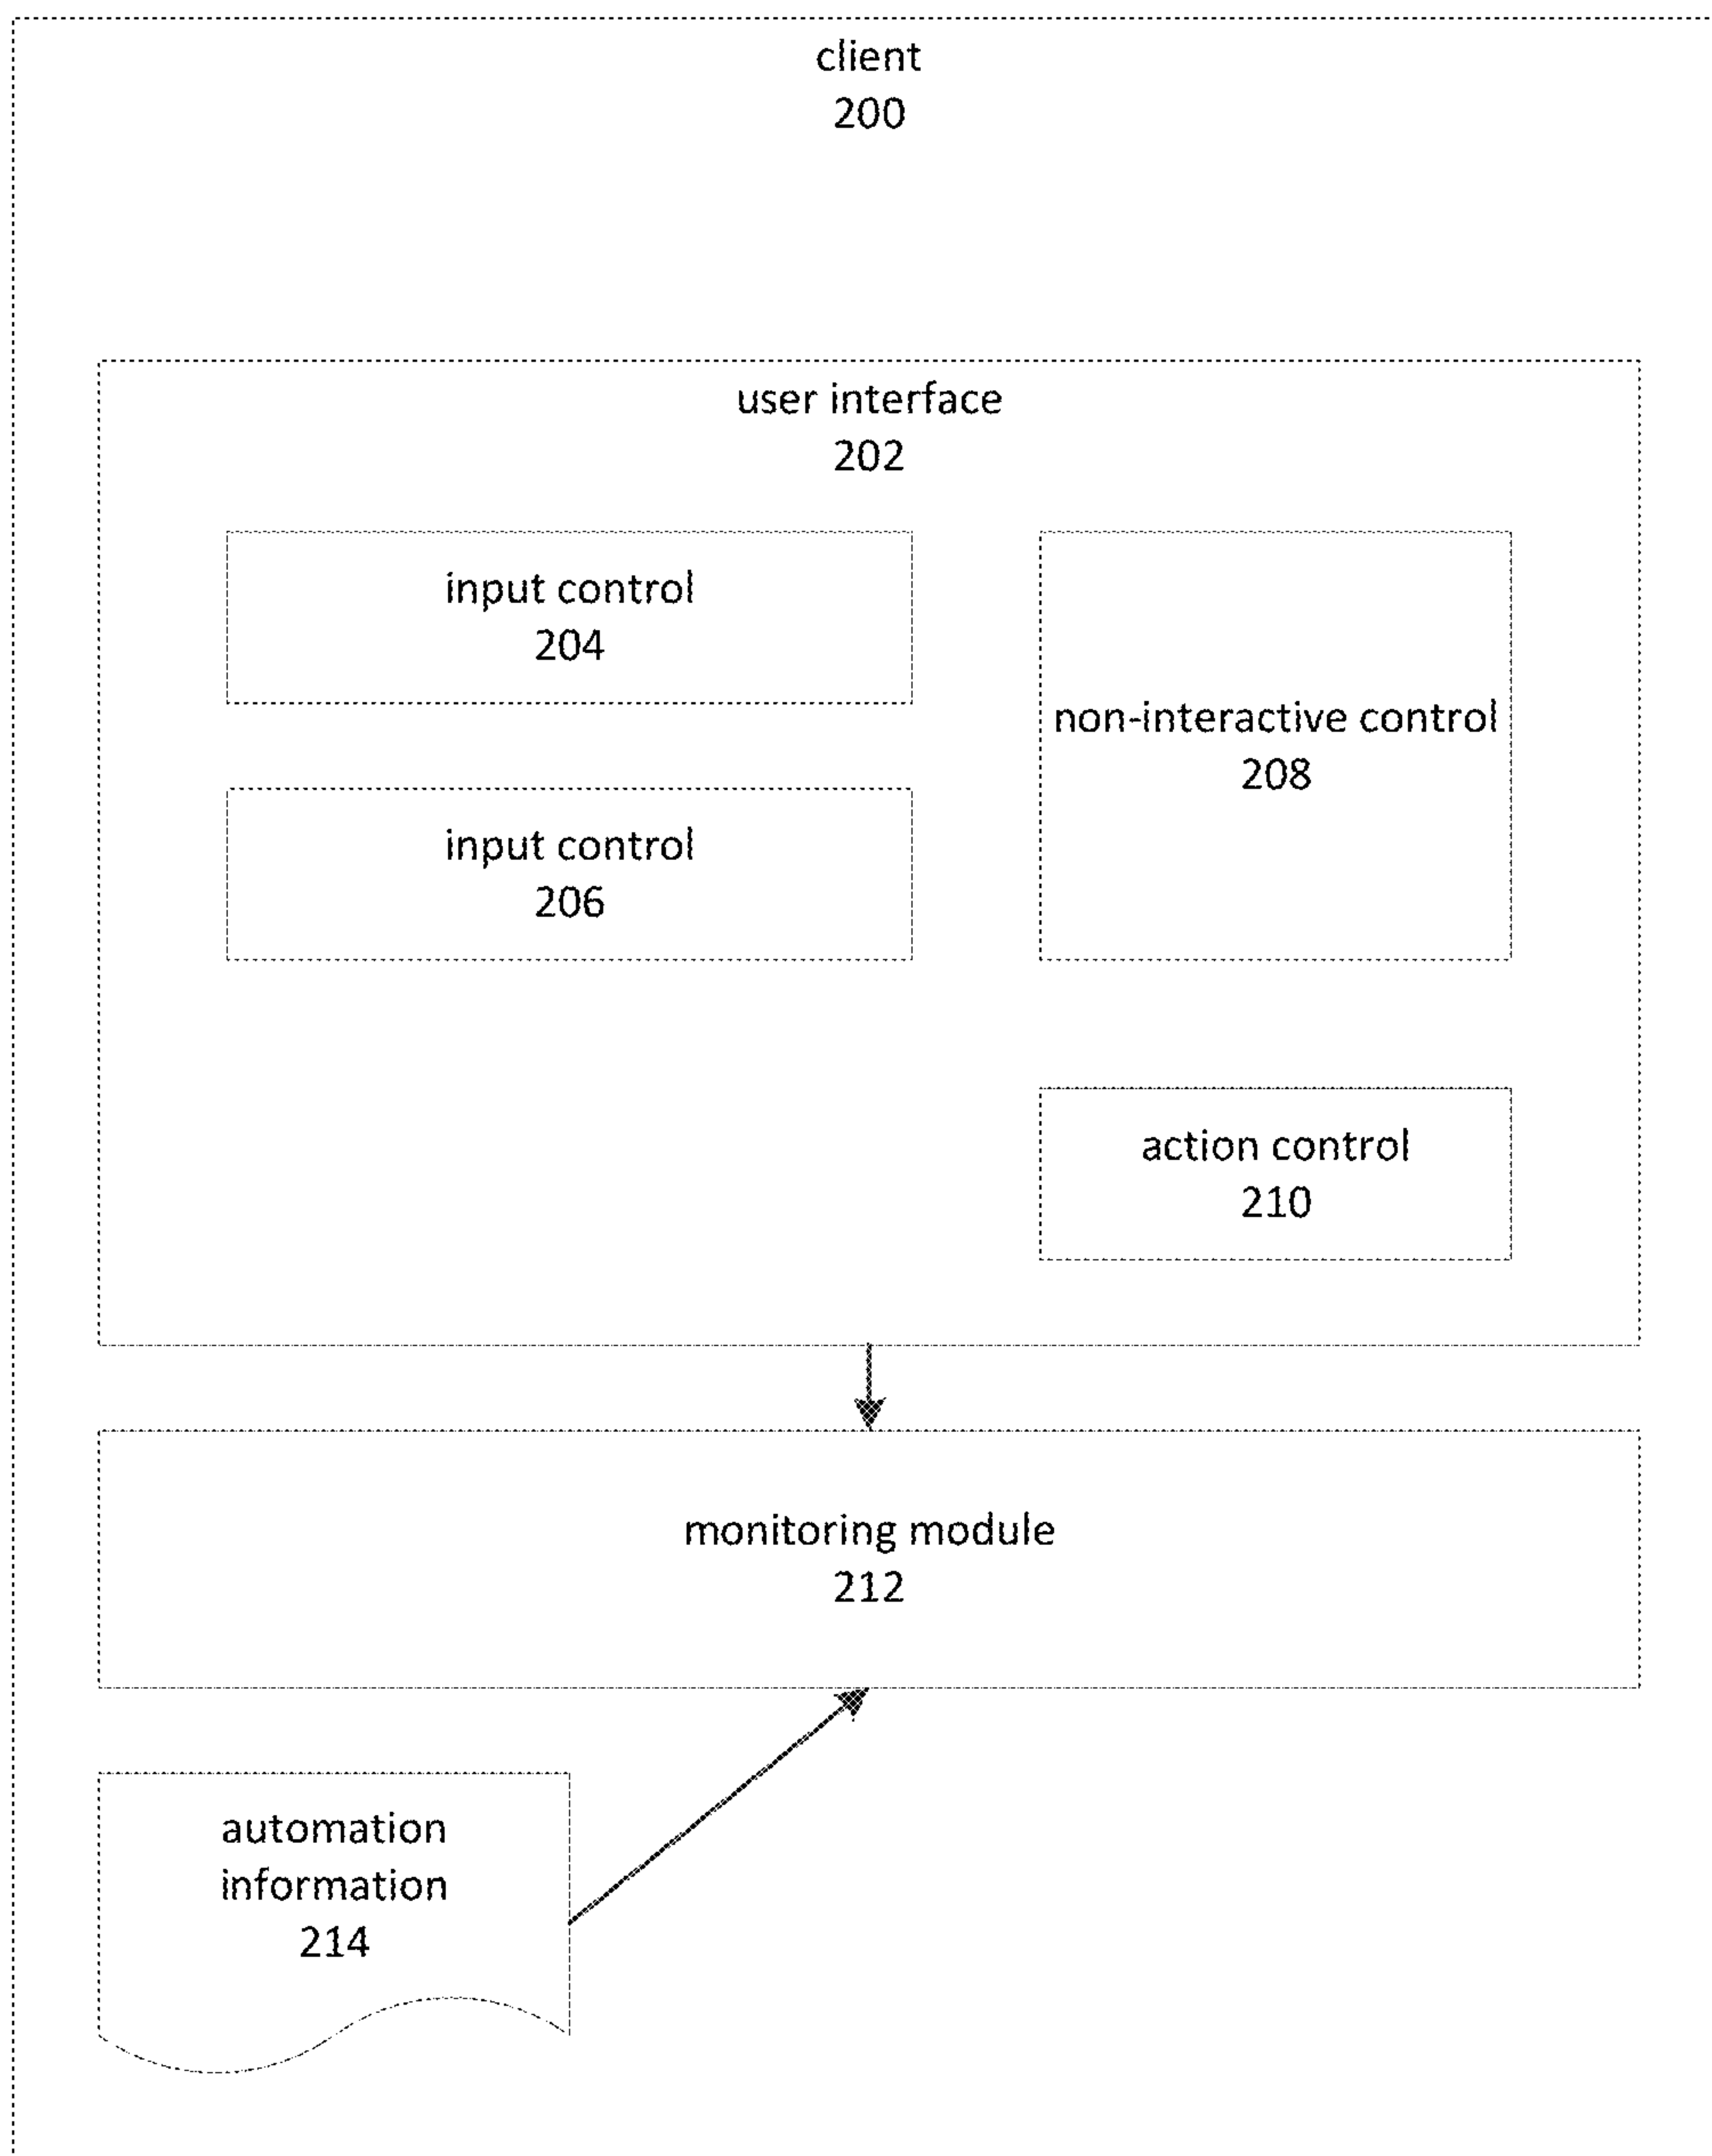 client
200
user interface
202
input control
204
non-interactive control
208
input control
206
action control
210
monitoring module
212
automation
information
214